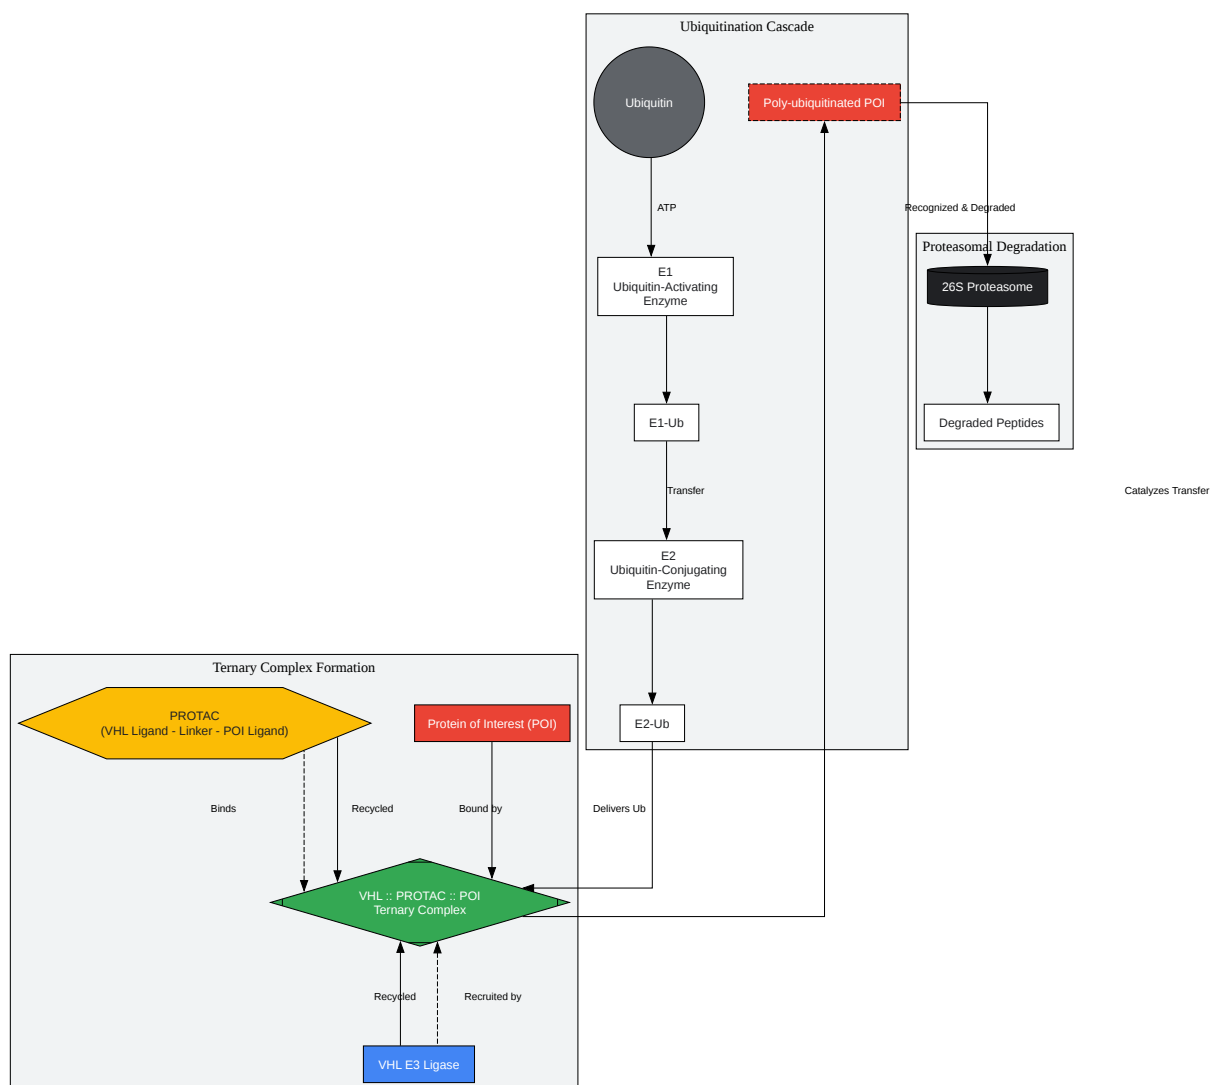 Ubiquitination Cascade
Ubiquitin
Poly-ubiquitinated POI
ATP
Recognized & Degraded
Proteasomal Degradation
E1
Ubiquitin-Activating
Enzyme
26S Proteasome
E1-Ub
Degraded Peptides
Transfer
Catalyzes Transfer
E2
Ubiquitin-Conjugating
Enzyme
Ternary Complex Formation
PROTAC
(VHL Ligand - Linker - POI Ligand)
Protein of Interest (POI)
E2-Ub
Binds
Recycled
Bound by
Delivers Ub
VHL :: PROTAC :: POI
Ternary Complex
Recycled
Recruited by
VHL E3 Ligase